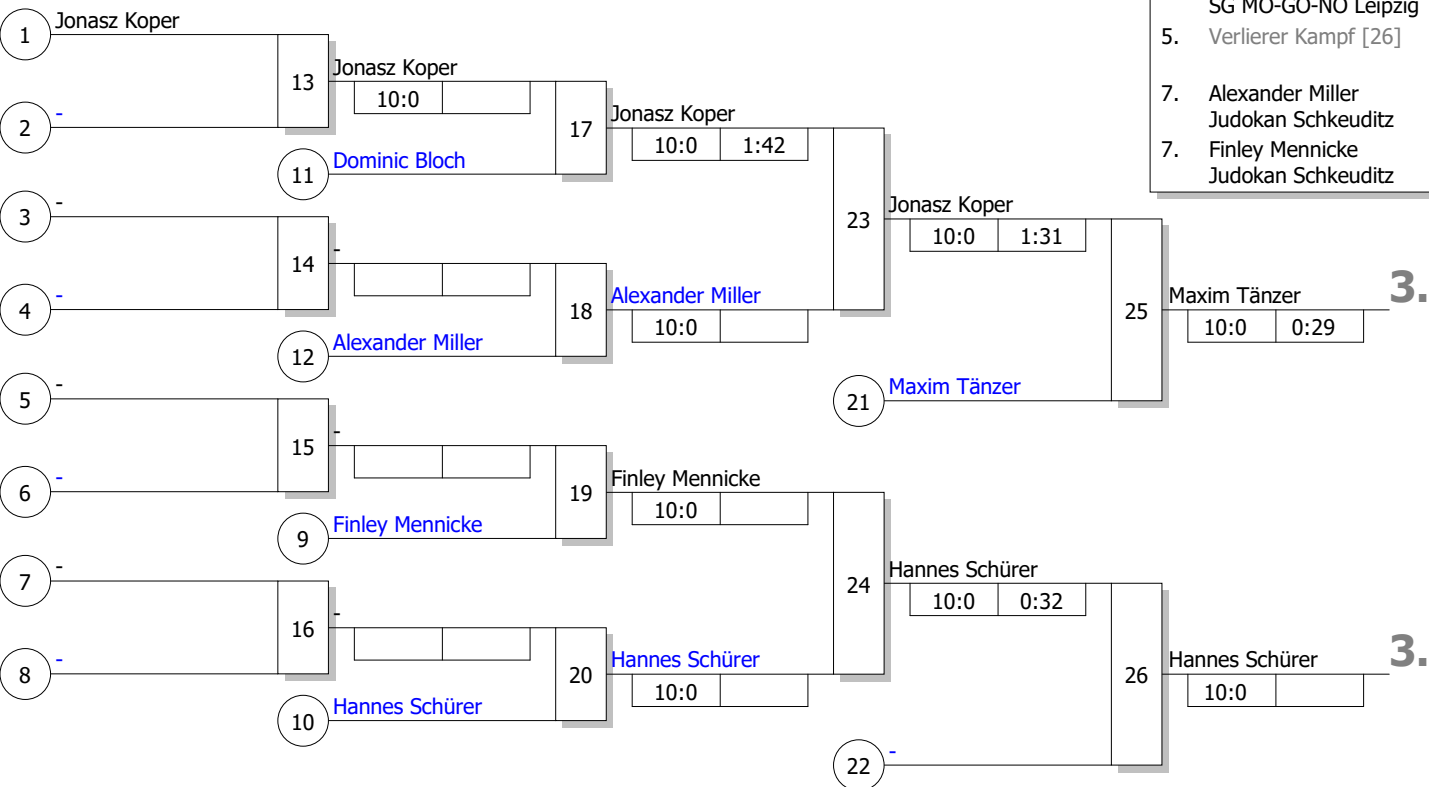 SG MO-GO-NO Leipzig
5. Verlierer Kampf [26]
7. Alexander Miller
Judokan Schkeuditz
7. Finley Mennicke
Judokan Schkeuditz
1 Jonasz Koper
13 Jonasz Koper
10:0
2 -
17 Jonasz Koper
10:0 1:42
11 Dominic Bloch
3 -
23 Jonasz Koper
10:0 1:31
14 -
4 -
18 Alexander Miller
10:0
12 Alexander Miller
25 Maxim Tänzer 3.
10:0 0:29
5 -
21 Maxim Tänzer
15 -
6 -
19 Finley Mennicke
10:0
9 Finley Mennicke
7 -
24 Hannes Schürer
10:0 0:32
16 -
8 -
20 Hannes Schürer
10:0
26 Hannes Schürer 3.
10:0
10 Hannes Schürer
22 -